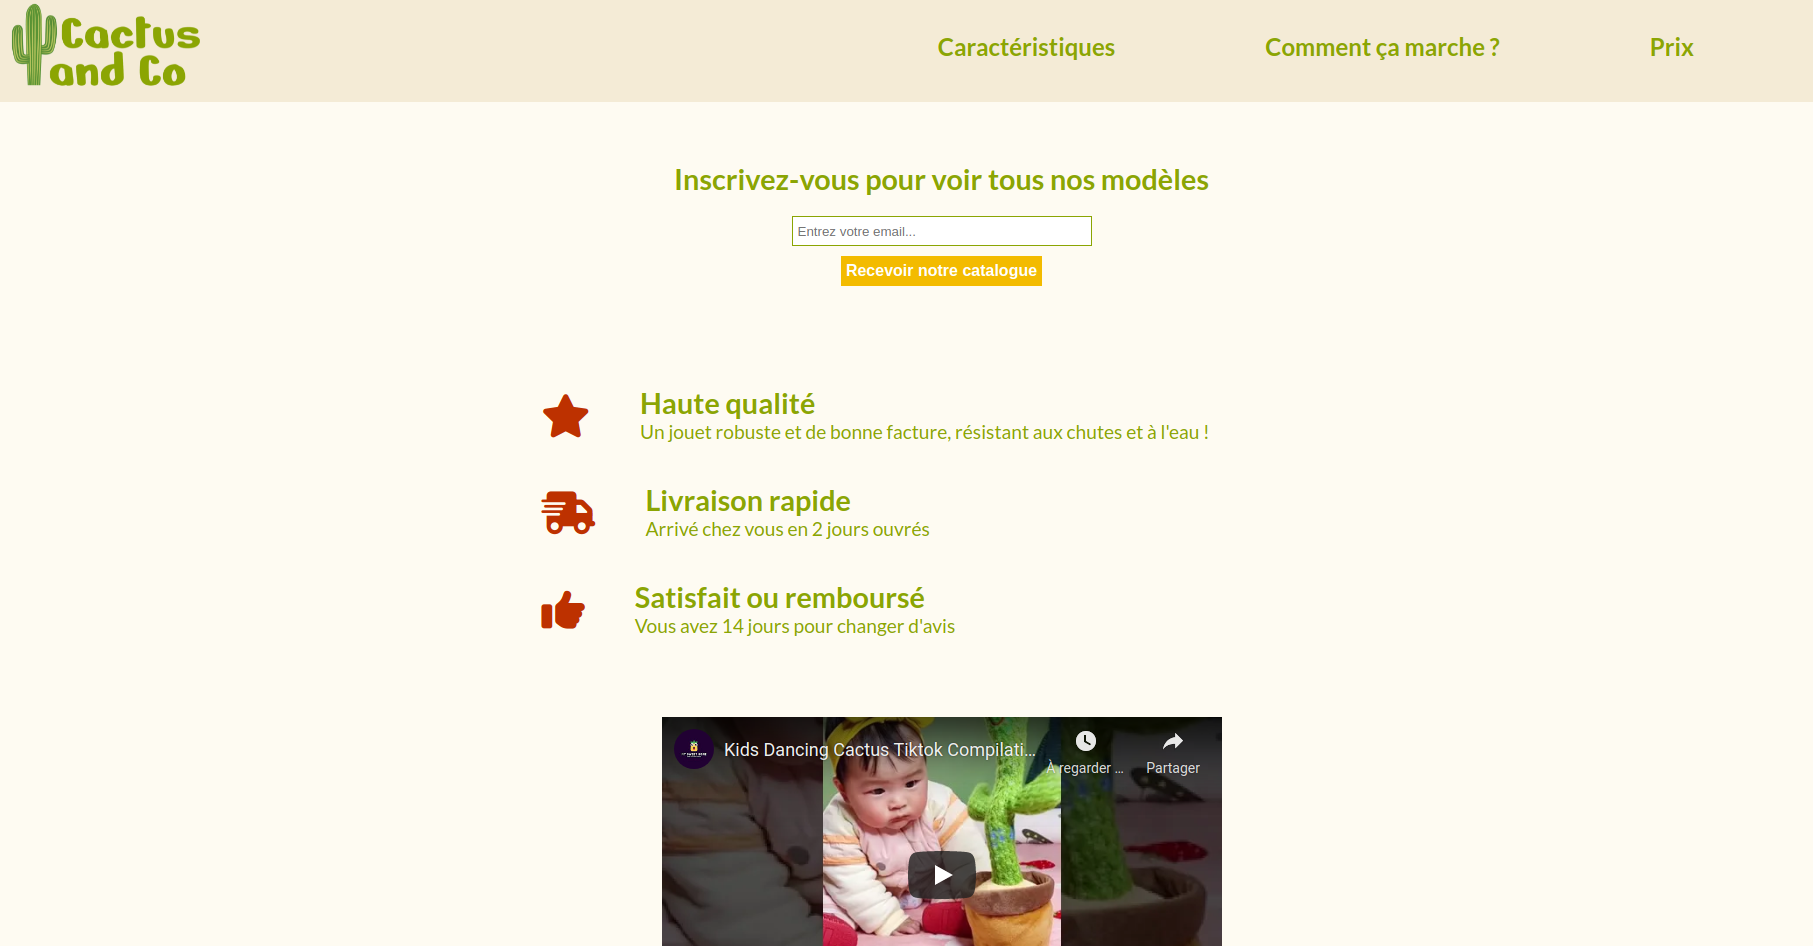 Cactus
and Co
Caractéristiques
Comment ça marche ?
Prix
Inscrivez-vous pour voir tous nos modèles
Entrez votre email...
Recevoir notre catalogue
Haute qualité
Un jouet robuste et de bonne facture, résistant aux chutes et à l'eau !
Livraison rapide
Arrivé chez vous en 2 jours ouvrés
Satisfait ou remboursé
Vous avez 14 jours pour changer d'avis
Kids Dancing Cactus Tiktok Compilati...
À regarder ...
Partager